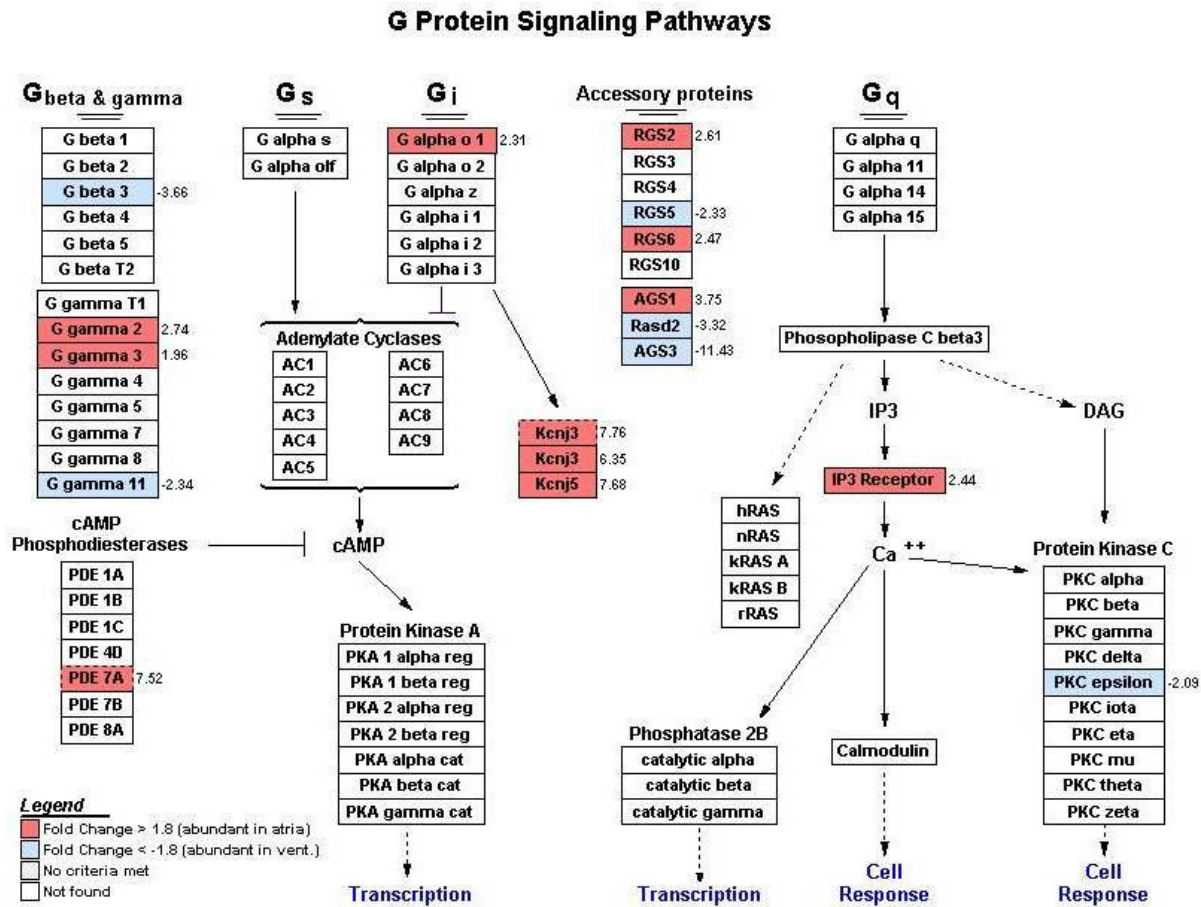 G Protein Signaling Pathways
G beta & gamma
G beta 1
G beta 2
G beta 3 -3.66
G beta 4
G beta 5
G beta T2
G gamma T1
G gamma 2 2.74
G gamma 3 1.96
G gamma 4
G gamma 5
G gamma 7
G gamma 8
G gamma 11 -2.34
cAMP
Phosphodiesterases
PDE 1A
PDE 1B
PDE 1C
PDE 4D
PDE 7A 7.52
PDE 7B
PDE 8A
G s
G alpha s
G alpha olf
G i
G alpha o 1 2.31
G alpha o 2
G alpha z
G alpha i 1
G alpha i 2
G alpha i 3
Adenylate Cyclases
AC1
AC2
AC3
AC4
AC5
AC6
AC7
AC8
AC9
Kcnj3 7.76
Kcnj3 6.35
Kcnj5 7.68
cAMP
Protein Kinase A
PKA 1 alpha reg
PKA 1 beta reg
PKA 2 alpha reg
PKA 2 beta reg
PKA alpha cat
PKA beta cat
PKA gamma cat
Transcription
Accessory proteins
RGS2 2.61
RGS3
RGS4
RGS5 -2.33
RGS6 2.47
RGS10
AGS1 3.75
Rasd2 -3.32
AGS3 -11.43
G q
G alpha q
G alpha 11
G alpha 14
G alpha 15
Phosopholipase C beta3
IP3
DAG
IP3 Receptor 2.44
hRAS
nRAS
kRAS A
kRAS B
rRAS
Ca ++
Protein Kinase C
PKC alpha
PKC beta
PKC gamma
PKC delta
PKC epsilon -2.09
PKC iota
PKC eta
PKC mu
PKC theta
PKC zeta
Phosphatase 2B
catalytic alpha
catalytic beta
catalytic gamma
Calmodulin
Transcription
Cell
Response
Cell
Response
Legend
Fold Change > 1.8 (abundant in atria)
Fold Change < -1.8 (abundant in vent.)
No criteria met
Not found